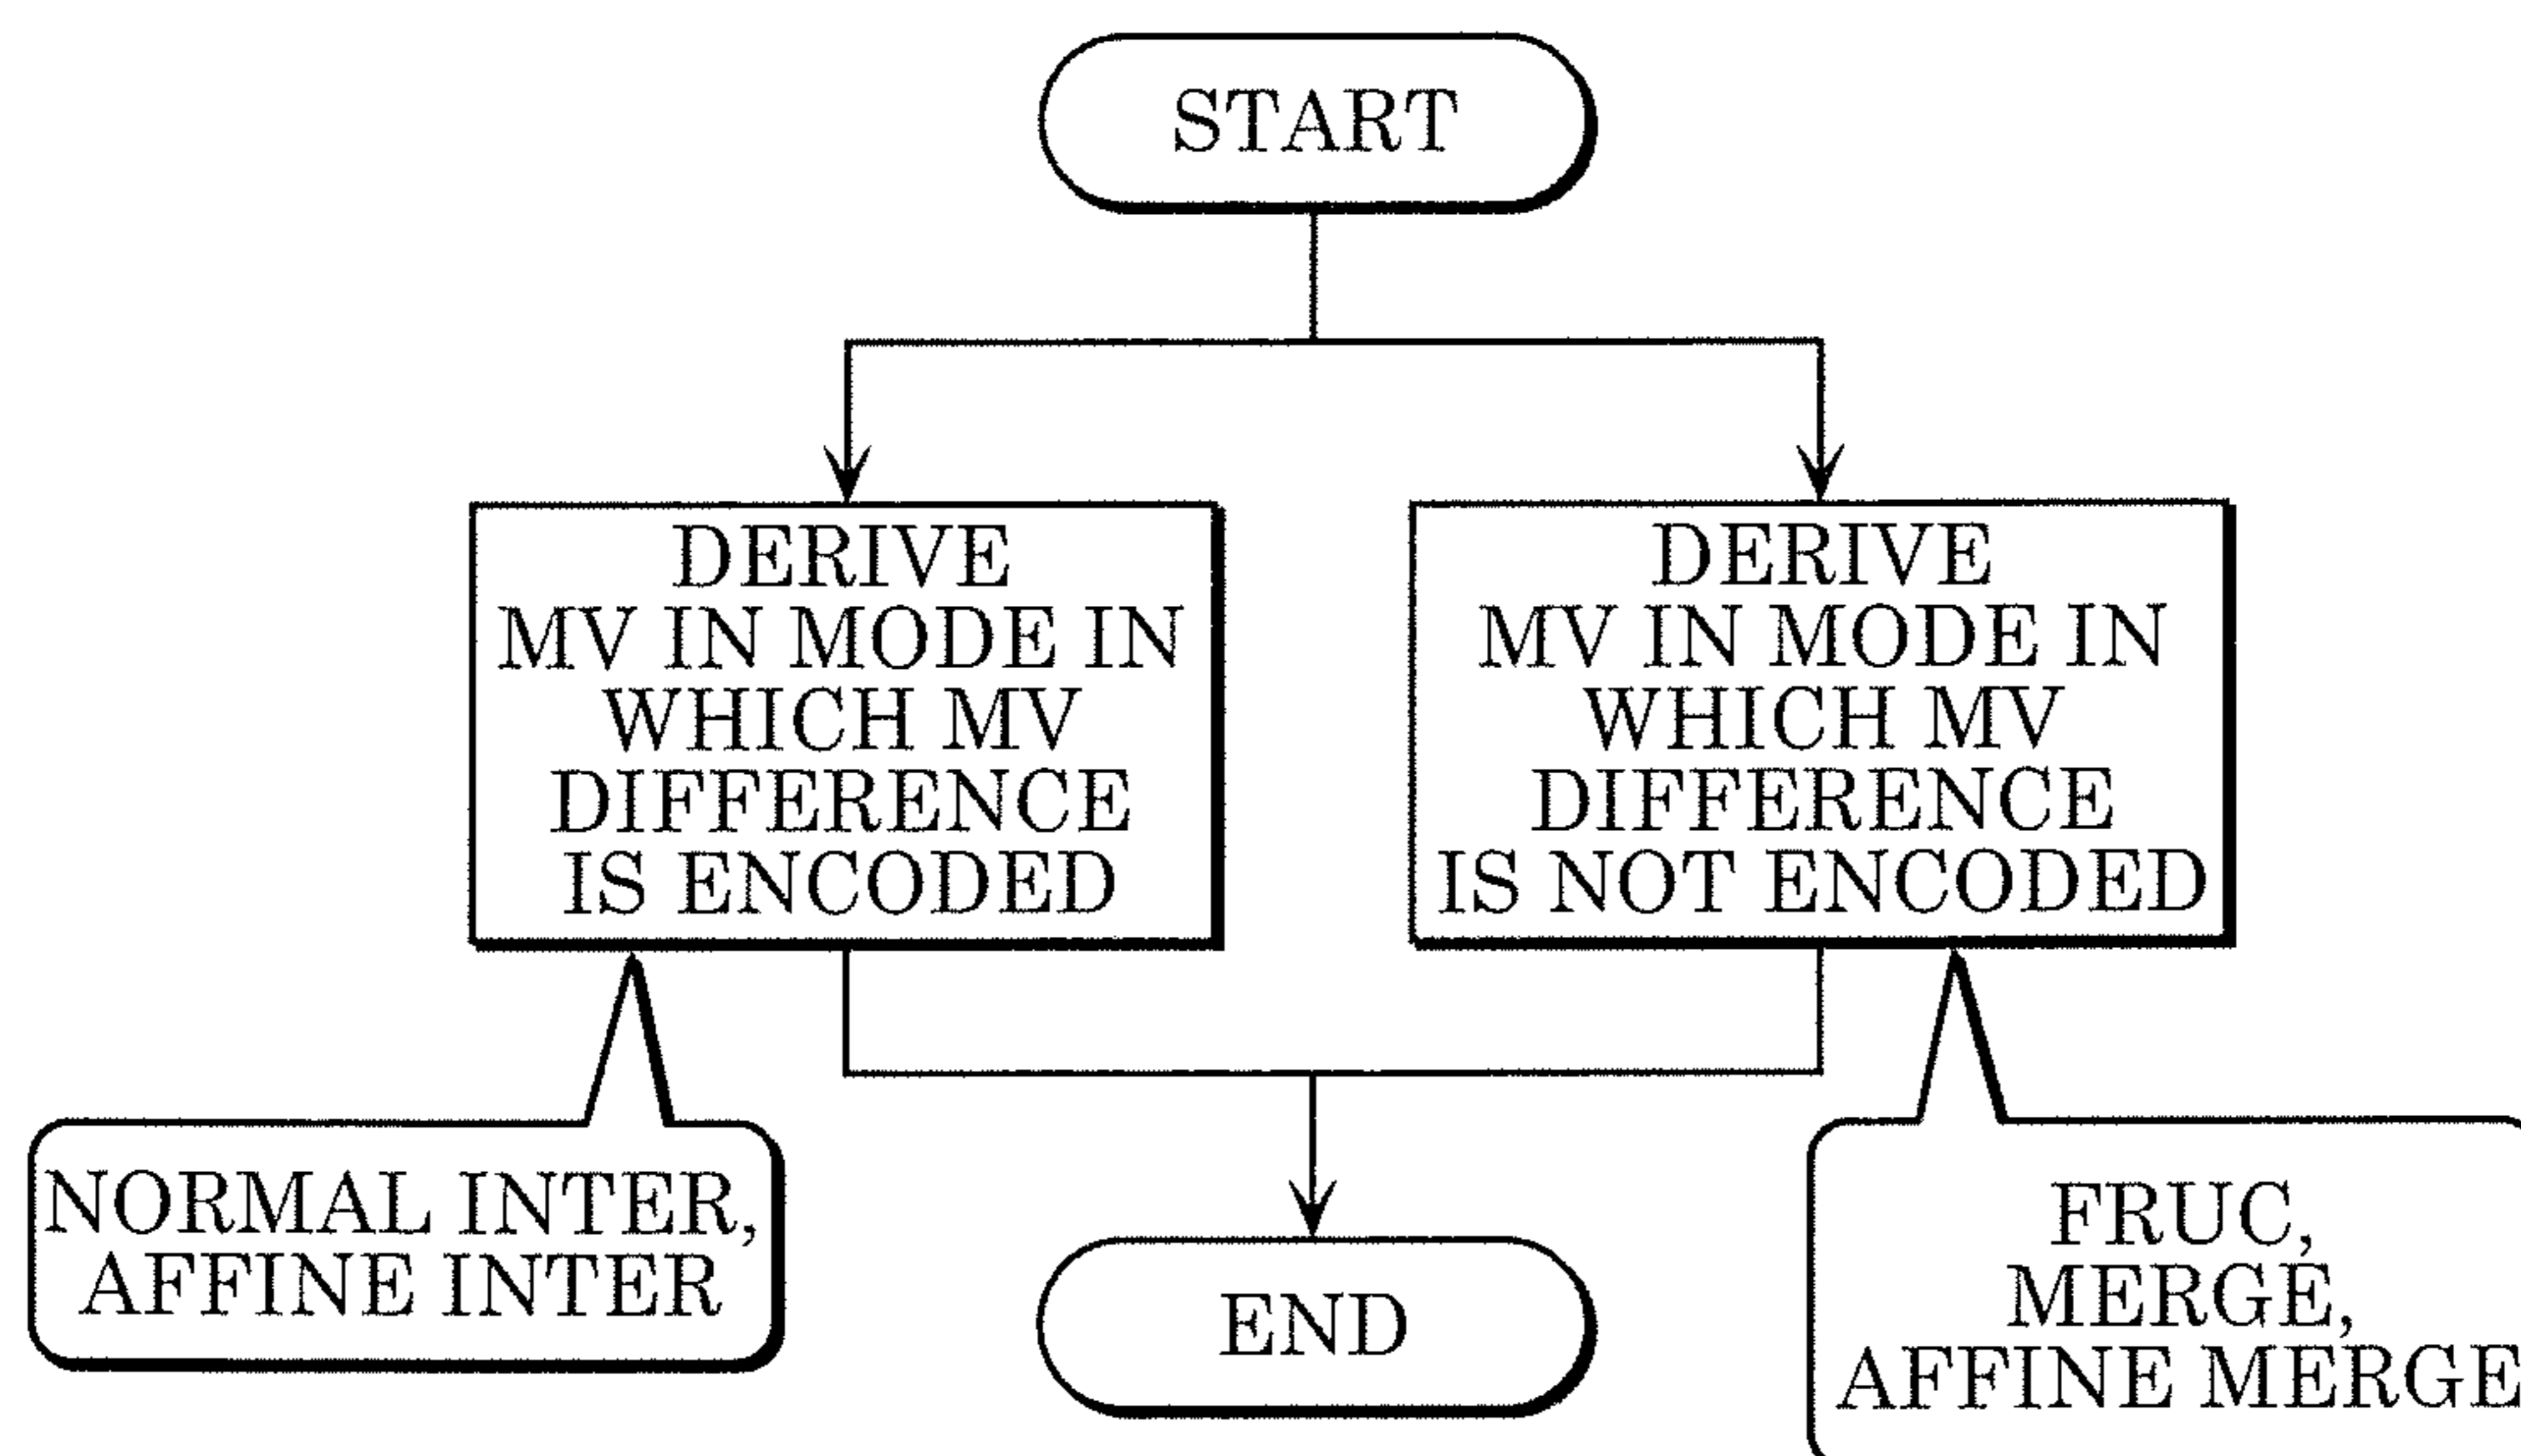 START
DERIVE
MV IN MODE IN
WHICH MV
DIFFERENCE
IS ENCODED
DERIVE
MV IN MODE IN
WHICH MV
DIFFERENCE
IS NOT ENCODED
NORMAL INTER,
AFFINE INTER
END
FRUC,
MERGE,
AFFINE MERGE